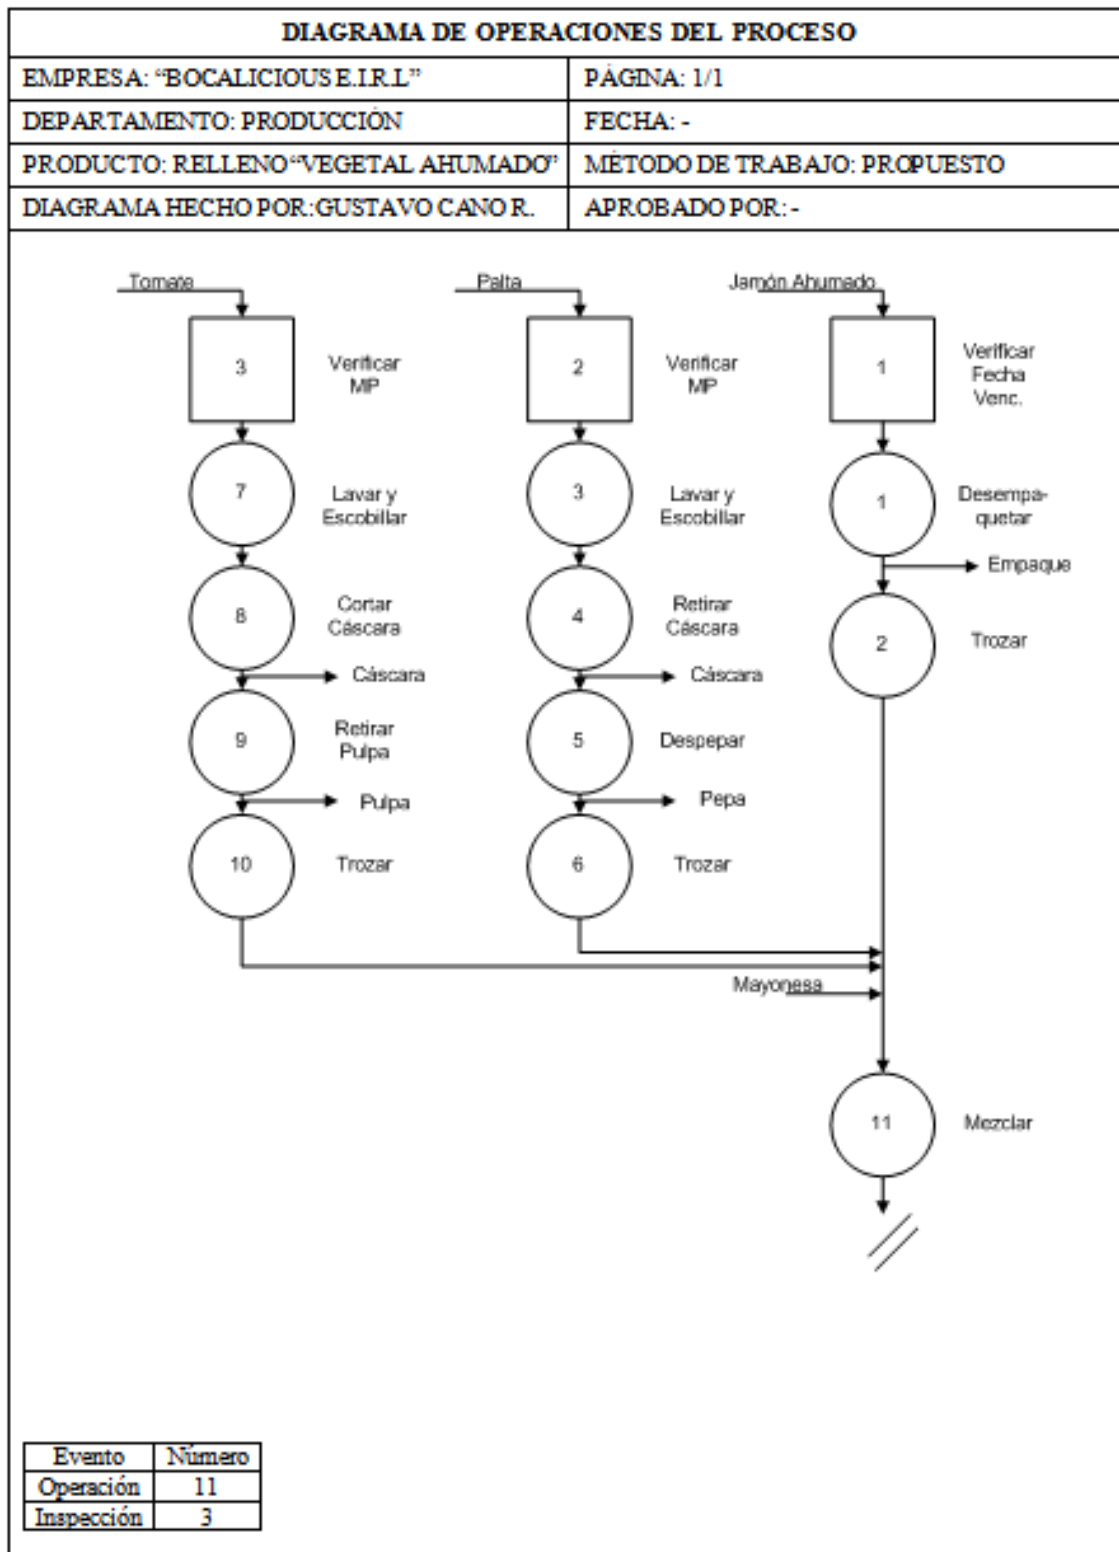 DIAGRAMA DE OPERACIONES DEL PROCESO
EMPRESA: “BOCALICIOUS E.I.R.L”
PÁGINA: 1/1
DEPARTAMENTO: PRODUCCIÓN
FECHA: -
PRODUCTO: RELLENO “VEGETAL AHUMADO”
MÉTODO DE TRABAJO: PROPUESTO
DIAGRAMA HECHO POR: GUSTAVO CANO R.
APROBADO POR: -
Tomate
3
Verificar
MP
7
Lavar y
Escobillar
8
Cortar
Cáscara
Cáscara
9
Retirar
Pulpa
Pulpa
10
Trozar
Palta
2
Verificar
MP
3
Lavar y
Escobillar
4
Retirar
Cáscara
Cáscara
5
Despepar
Pepa
6
Trozar
Jamón Ahumado
1
Verificar
Fecha
Venc.
1
Desempa-
quetar
Empaque
2
Trozar
Mayonesa
11
Mezclar
Evento Número
Operación 11
Inspección 3